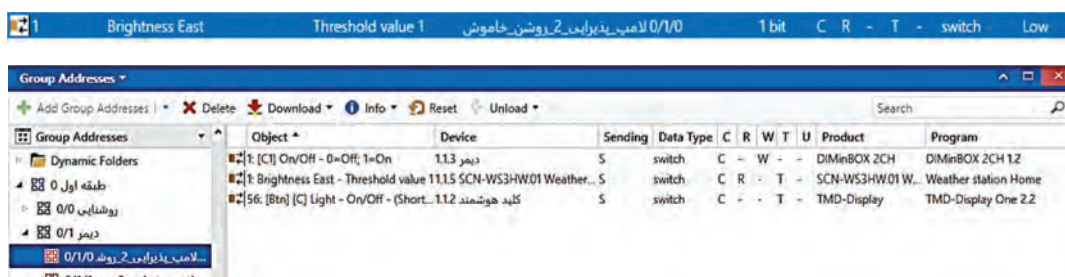 1 Brightness East Threshold value 1 0/1/0 لامپ_پذیرایی_2_روشن_خاموش 1 bit C R - T - switch Low
Group Addresses
Add Group Addresses Delete Download Info Reset Unload Search
Group Addresses Object Device Sending Data Type C R W T U Product Program
Dynamic Folders 1: [C1] On/Off - 0=Off; 1=On 1.1.3 دیمر S switch C - W - - DIMinBOX 2CH DIMinBOX 2CH 1.2
0 طبقه اول 1: Brightness East - Threshold value 1 1.1.5 SCN-WS3HW.01 Weather... S switch C R - T - SCN-WS3HW.01 W... Weather station Home
0/0 روشنایی 56: [Btn] [C] Light - On/Off - (Short... 1.1.2 کلید هوشمند S switch C - - T - TMD-Display TMD-Display One 2.2
0/1 دیمر
0/1/0 لامپ_پذیرایی_2_روشـ...